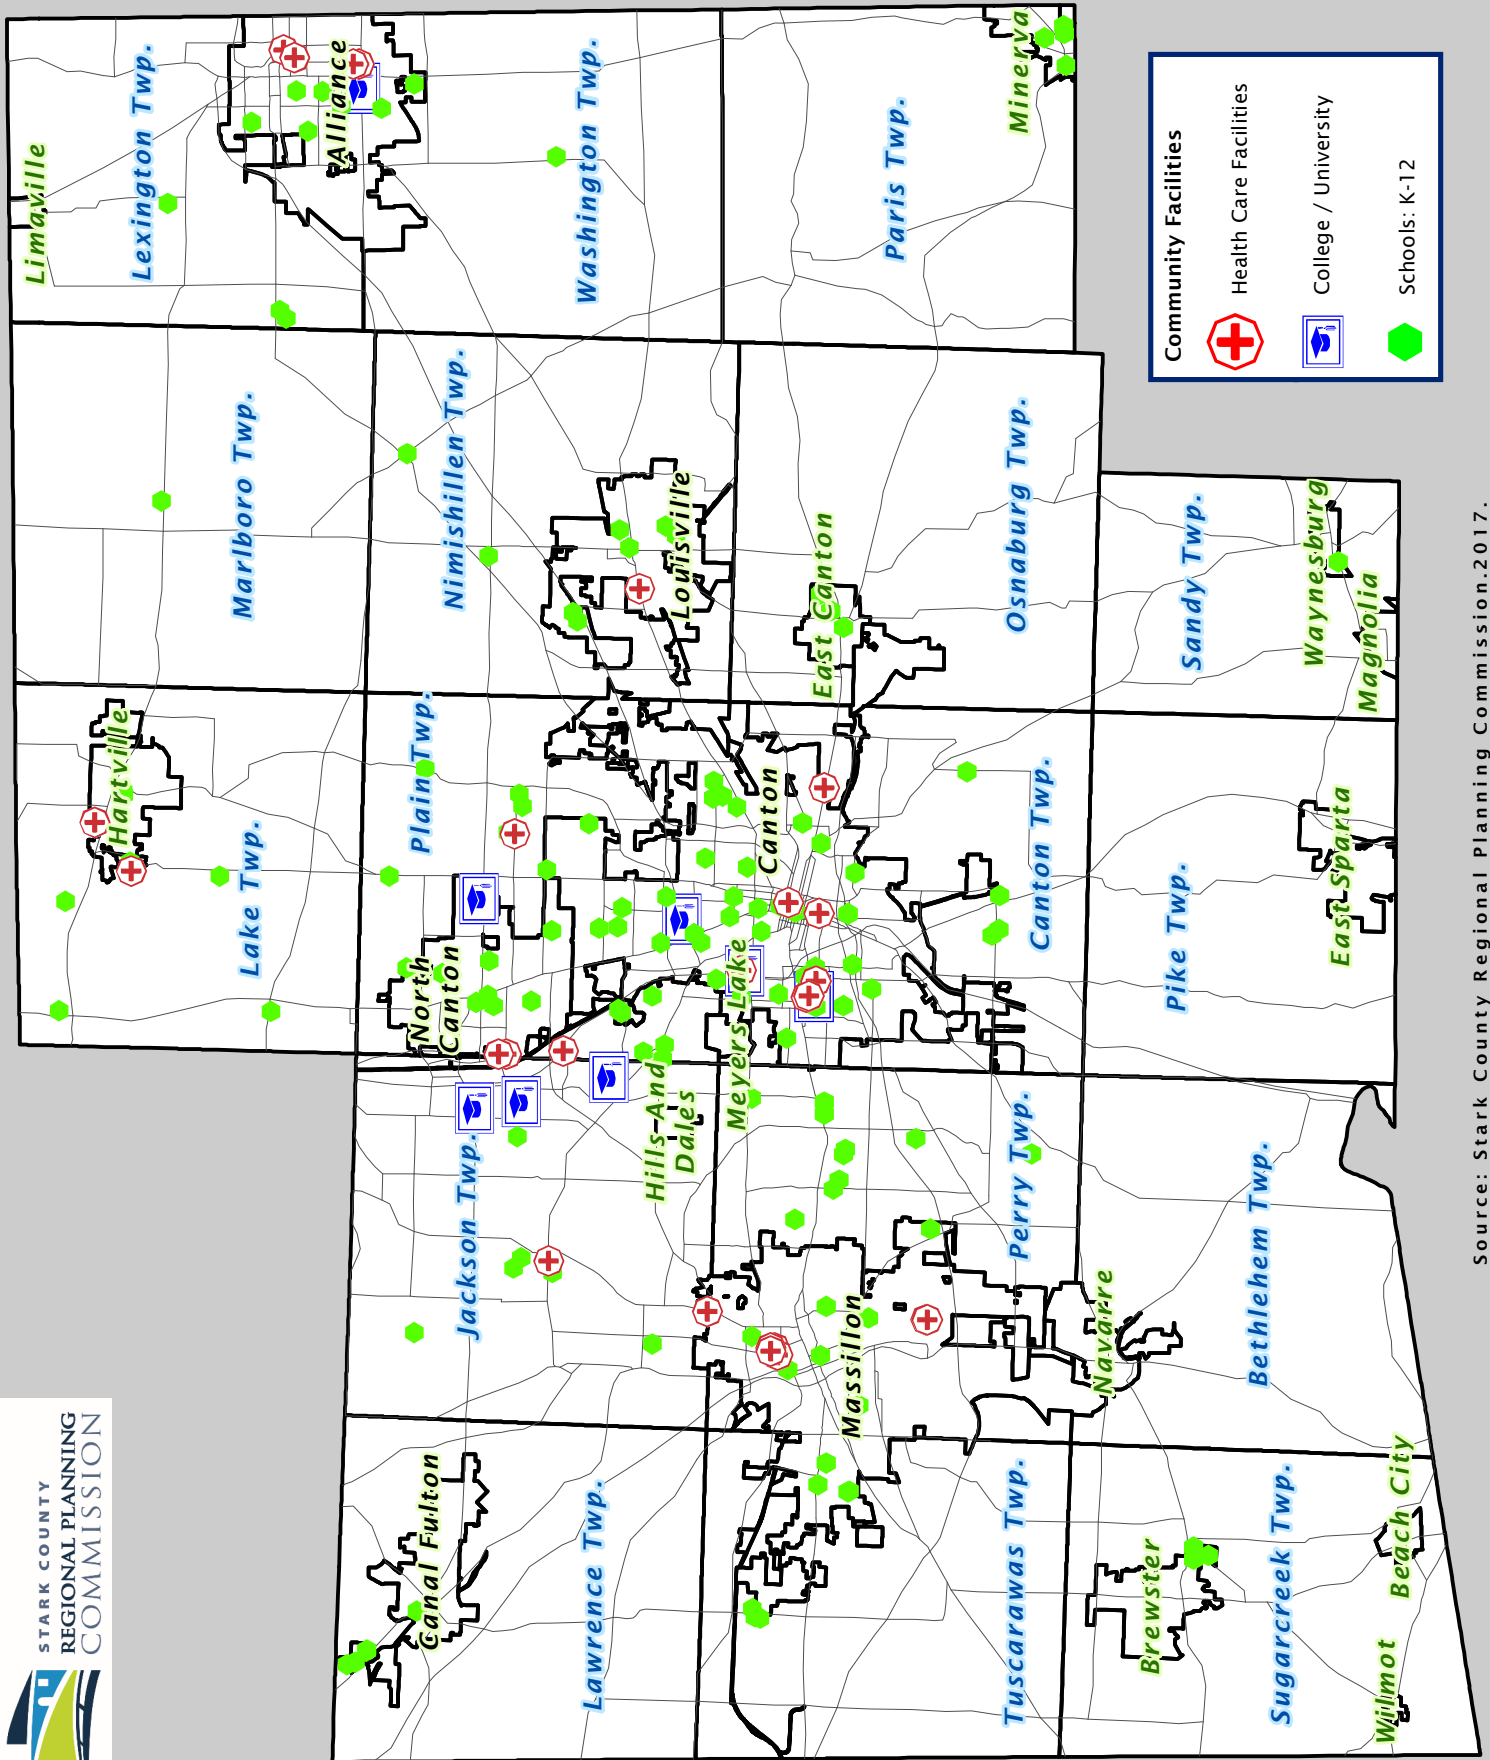 STARK COUNTY
REGIONAL PLANNING
COMMISSION
Canal Fulton
Lawrence Twp.
Tuscarawas Twp.
Brewster
Sugarcreek Twp.
Wilmot
Beach City
Jackson Twp.
Massillon
Perry Twp.
Navarre
Bethlehem Twp.
Hills And
Dales
Meyers Lake
North
Canton
Lake Twp.
Hartville
Plain Twp.
Canton
Canton Twp.
Pike Twp.
East Sparta
Marlboro Twp.
Nimishillen Twp.
Louisville
East Canton
Osnaburg Twp.
Sandy Twp.
Waynesburg
Magnolia
Limaville
Lexington Twp.
Alliance
Washington Twp.
Paris Twp.
Minerva
Community Facilities
Health Care Facilities
College / University
Schools: K-12
Source: Stark County Regional Planning Commission.2017.